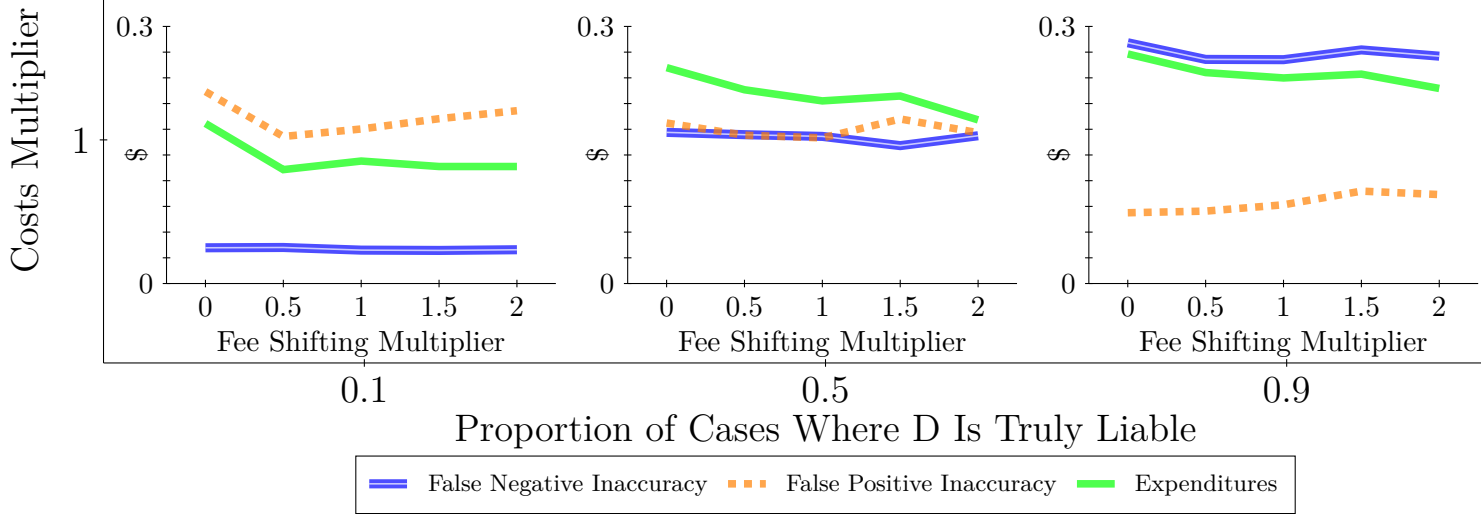 Costs Multiplier
1
0.3
$
0
0 0.5 1 1.5 2
Fee Shifting Multiplier
0.3
$
0
0 0.5 1 1.5 2
Fee Shifting Multiplier
0.3
$
0
0 0.5 1 1.5 2
Fee Shifting Multiplier
0.1 0.5 0.9
Proportion of Cases Where D Is Truly Liable
False Negative Inaccuracy False Positive Inaccuracy Expenditures